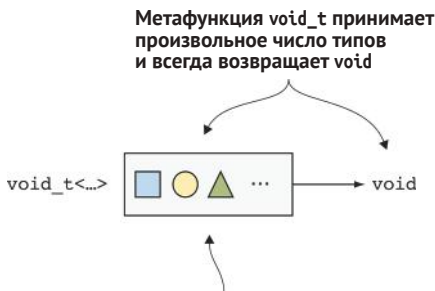 Метафункция void_t принимает
произвольное число типов
и всегда возвращает void
void_t<…> … void